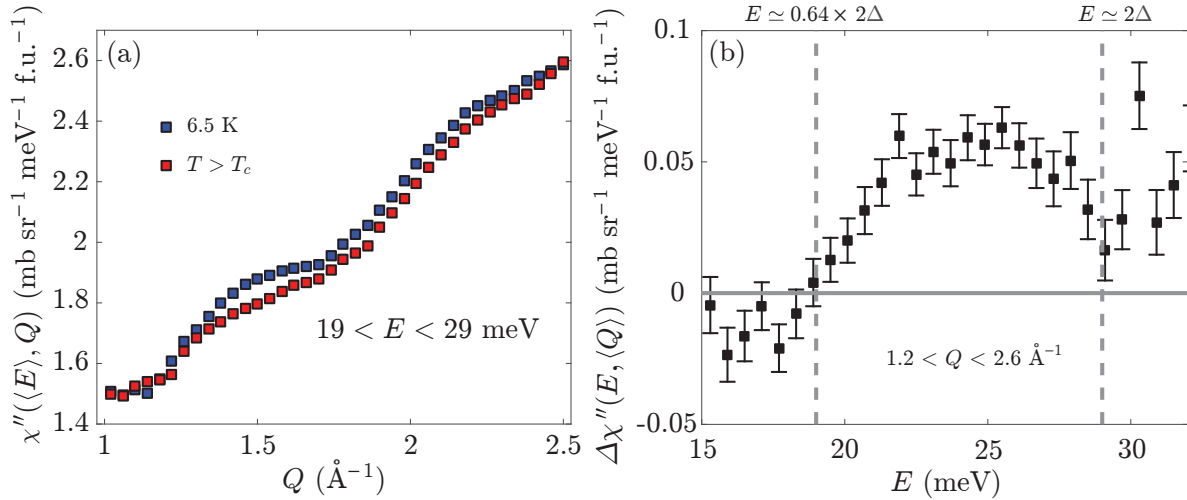 (a)
χ′′(⟨E⟩, Q) (mb sr⁻¹ meV⁻¹ f.u.⁻¹)
2.6
2.4
2.2
2
1.8
1.6
1.4
6.5 K
T > T_c
19 < E < 29 meV
1
1.5
2
2.5
Q (Å⁻¹)
E ≃ 0.64 × 2Δ
E ≃ 2Δ
(b)
Δχ′′(E, ⟨Q⟩) (mb sr⁻¹ meV⁻¹ f.u.⁻¹)
0.1
0.05
0
-0.05
1.2 < Q < 2.6 Å⁻¹
15
20
25
30
E (meV)